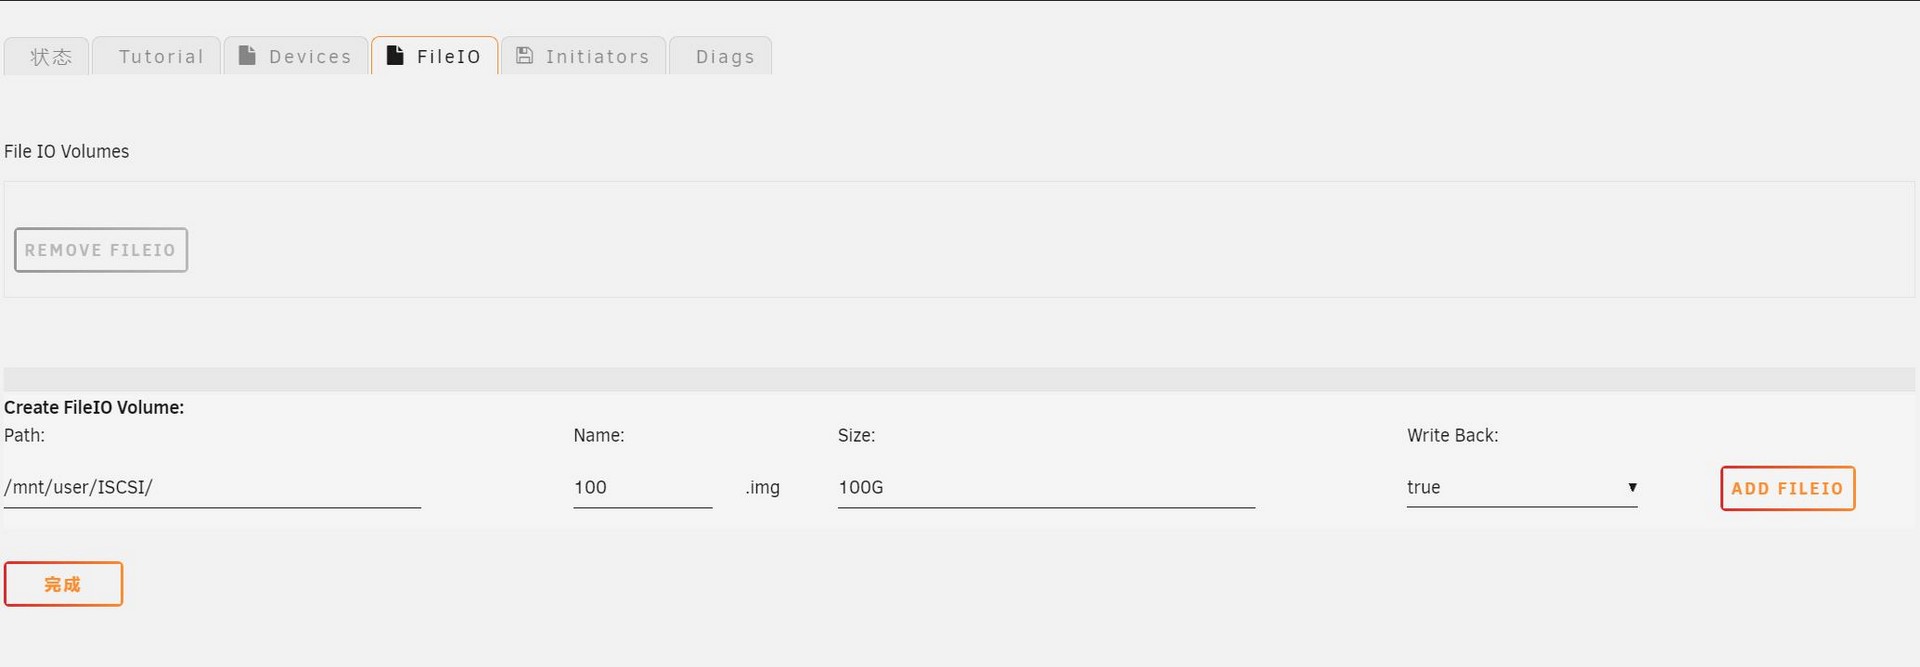 状态 Tutorial Devices FileIO Initiators Diags
File IO Volumes
REMOVE FILEIO
Create FileIO Volume:
Path: Name: Size: Write Back:
/mnt/user/ISCSI/ 100 .img 100G true ADD FILEIO
完成